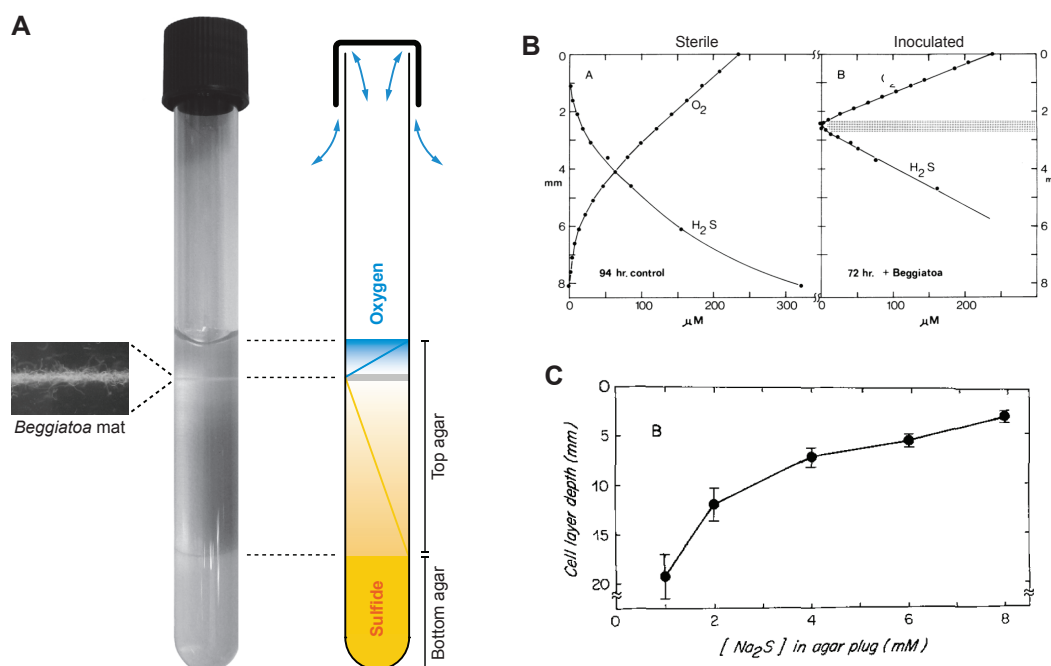 A
Beggiatoa mat
Oxygen
Sulfide
Top agar
Bottom agar
B
Sterile
Inoculated
A
O2
H2S
94 hr. control
mm
0
2
4
6
8
0
100
200
300
μM
B
2
H2S
72 hr. + Beggiatoa
0
2
4
6
8
0
100
200
μM
C
B
Cell layer depth (mm)
0
5
10
15
20
0
2
4
6
8
[ Na2S ] in agar plug (mM)